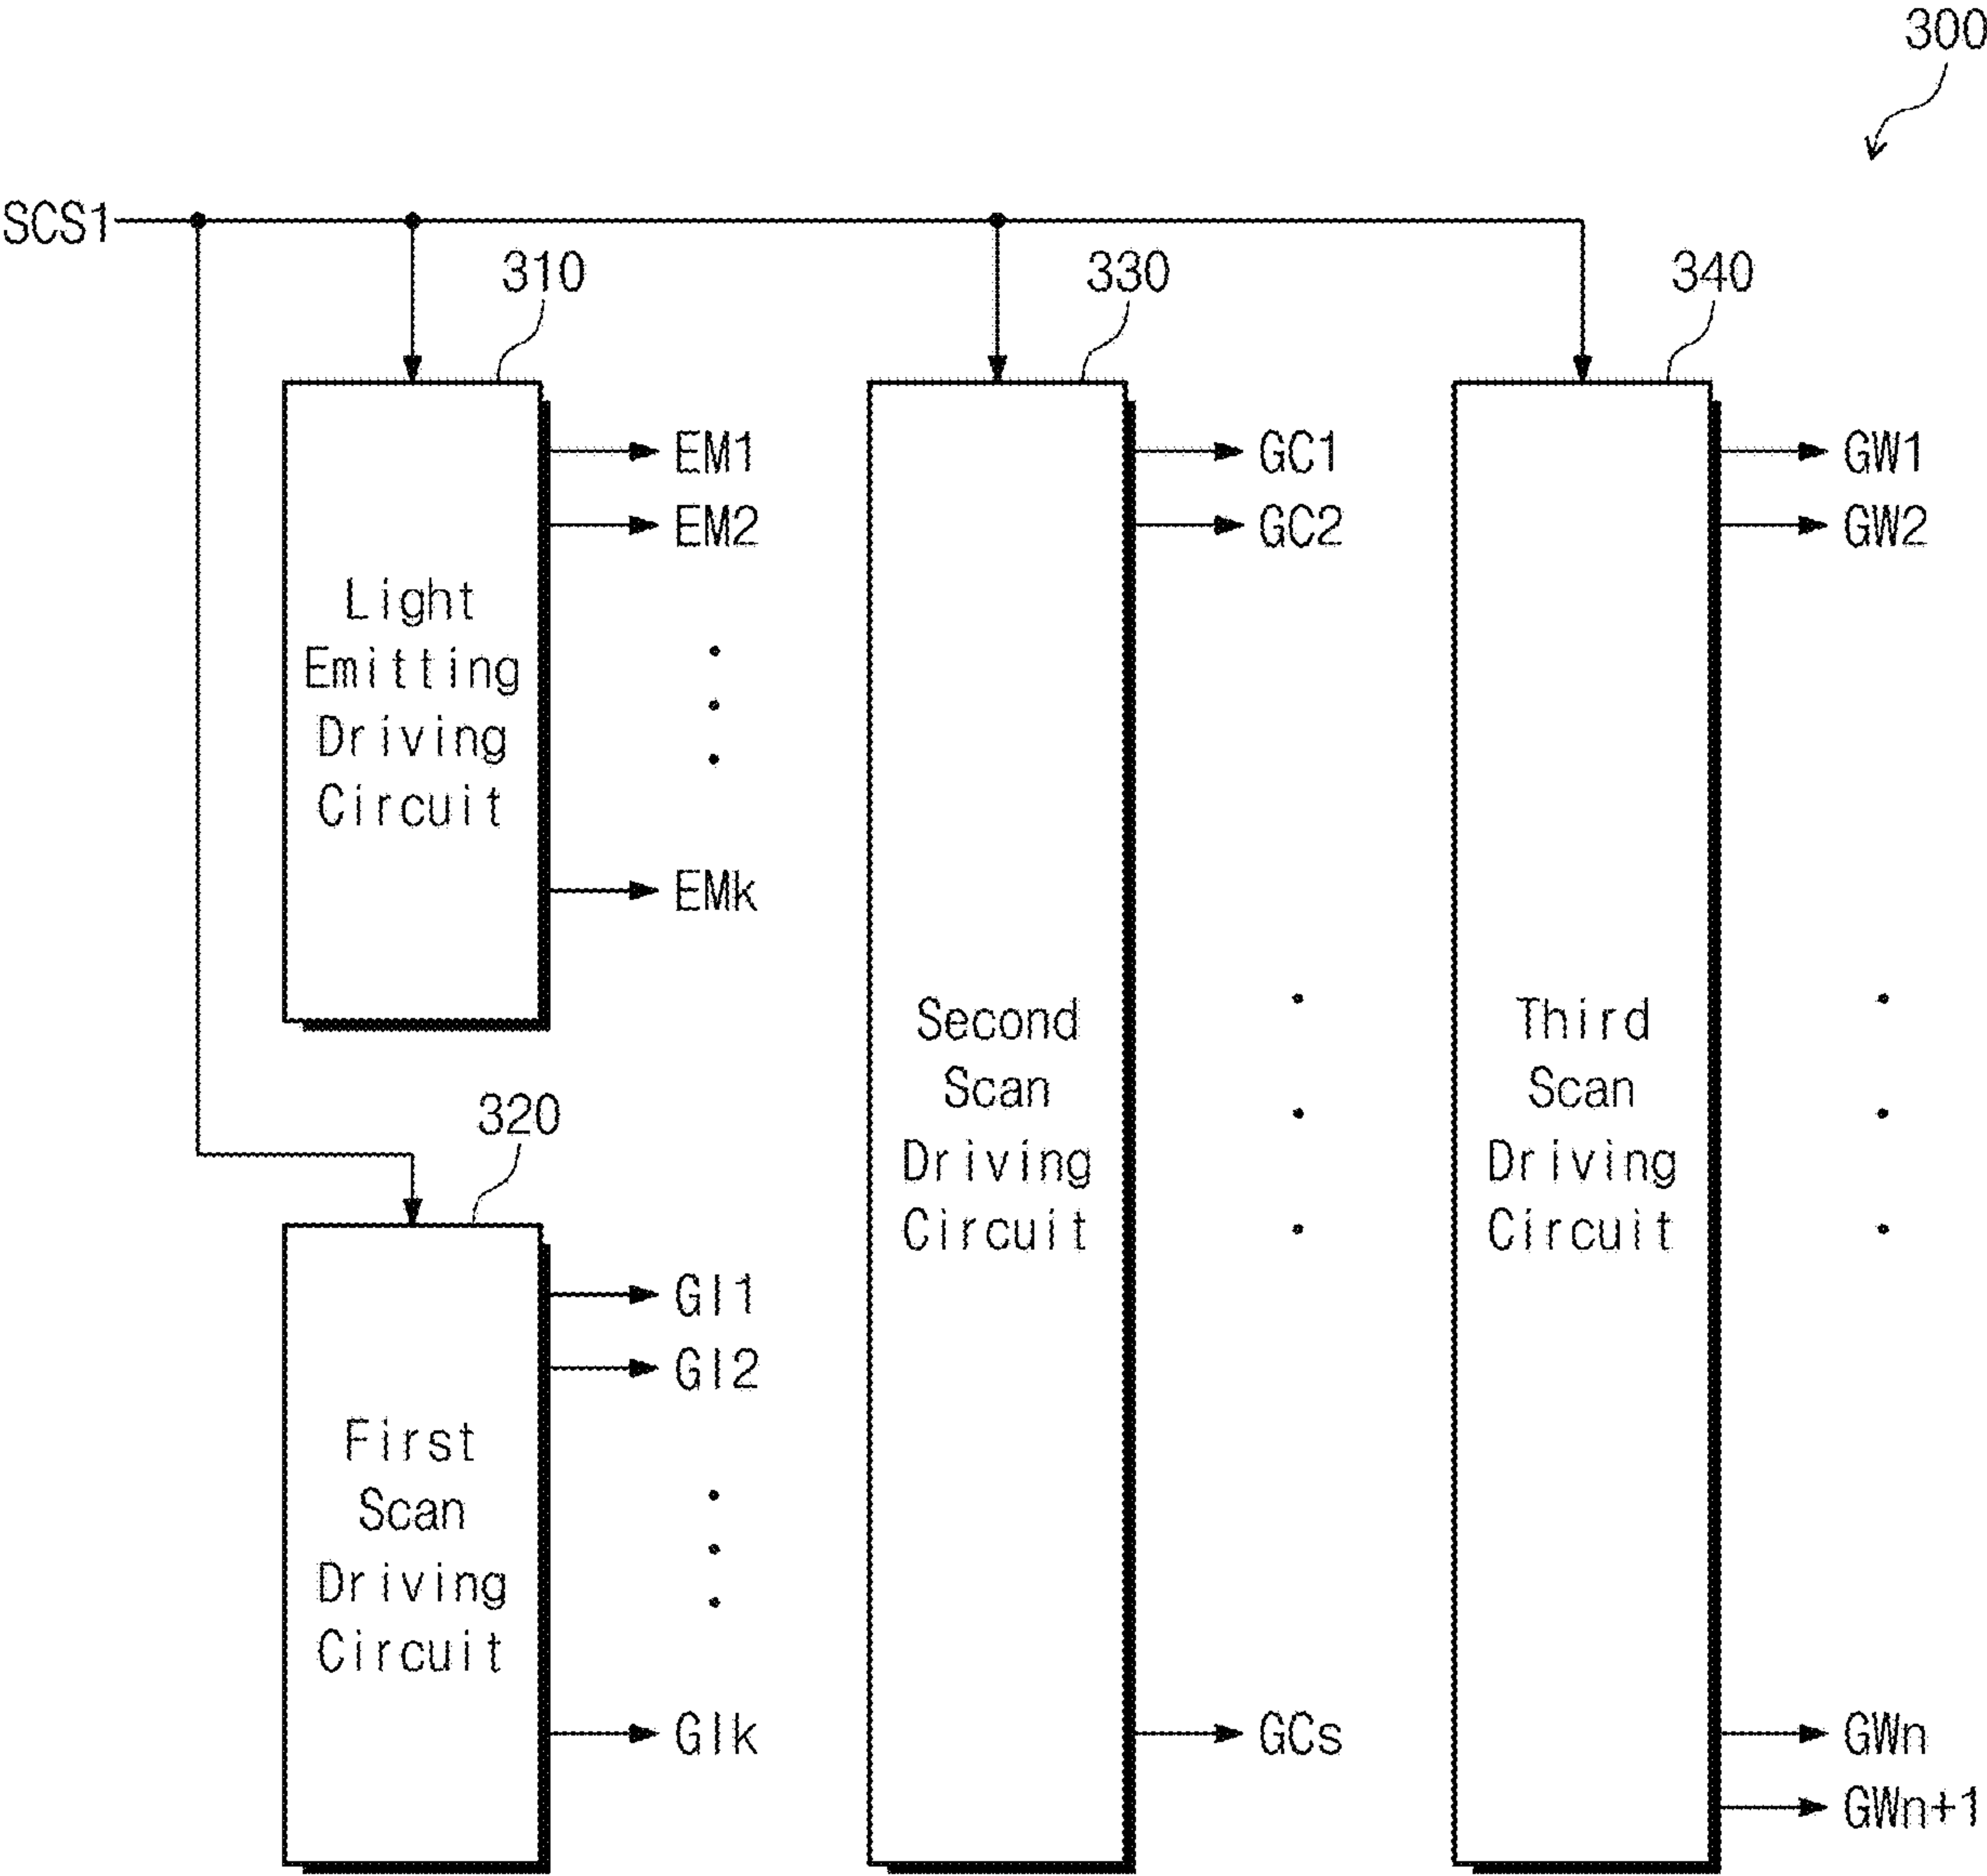 300
SCS1
310
330
340
Light
Emitting
Driving
Circuit
EM1
EM2
EMk
320
First
Scan
Driving
Circuit
GI1
GI2
GIk
Second
Scan
Driving
Circuit
GC1
GC2
GCs
Third
Scan
Driving
Circuit
GW1
GW2
GWn
GWn+1